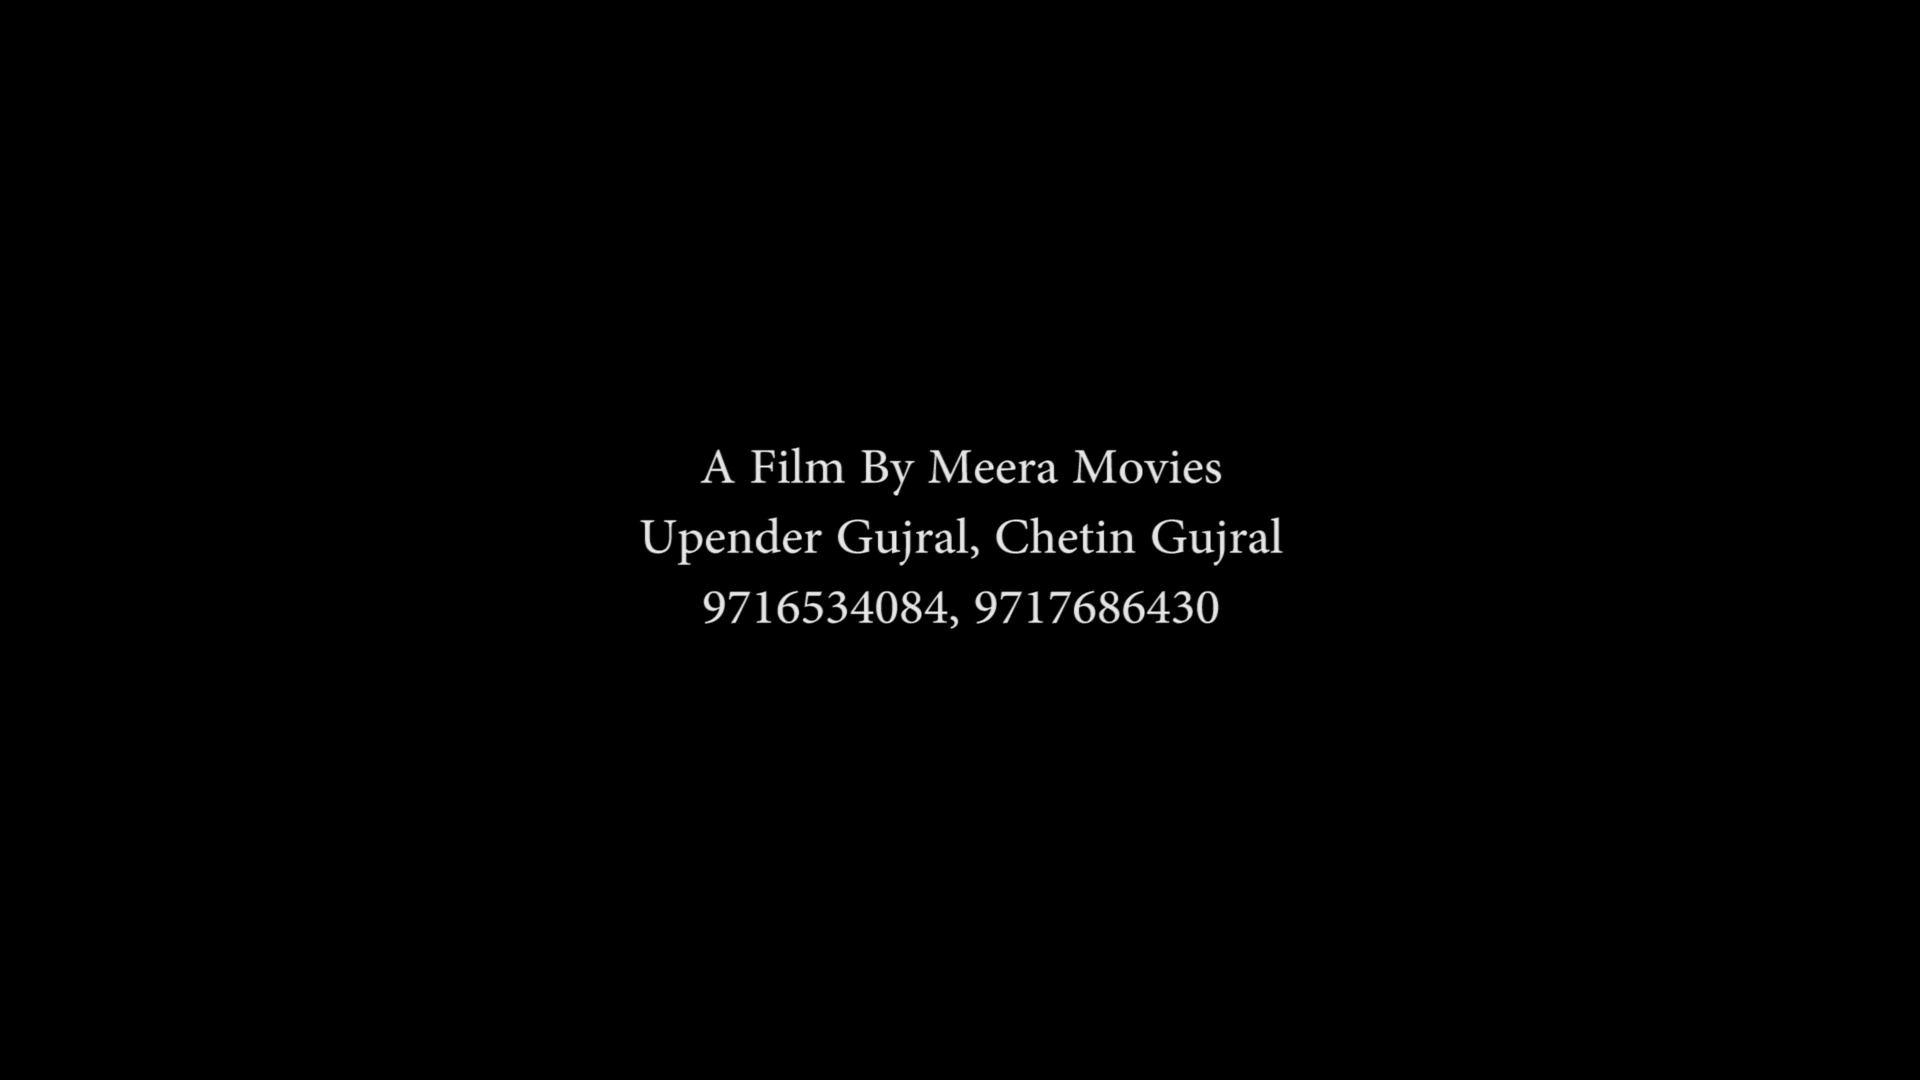 A Film By Meera Movies
Upender Gujral, Chetin Gujral
9716534084, 9717686430